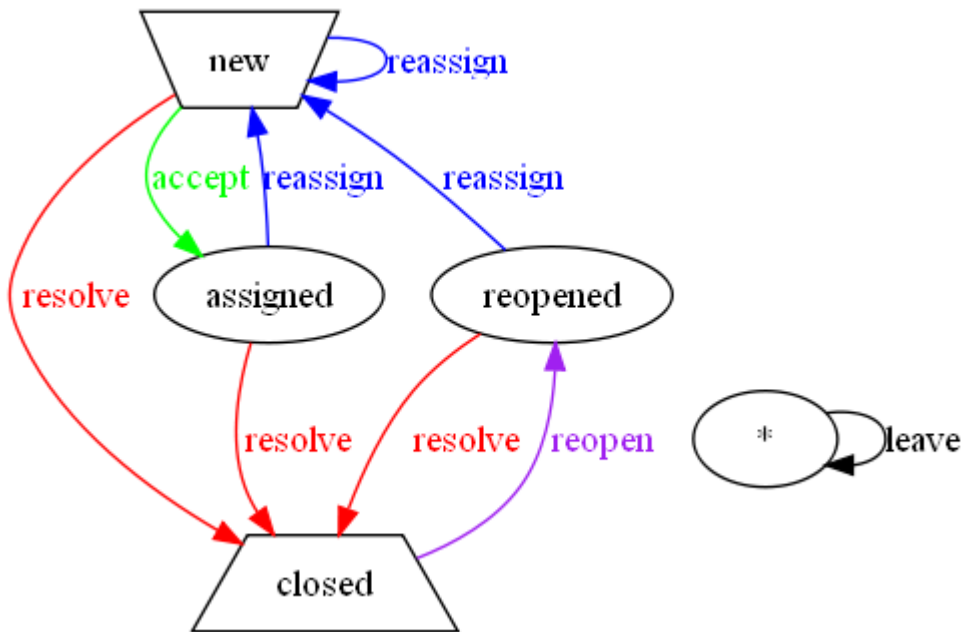 new
reassign
accept
reassign
reassign
resolve
assigned
reopened
resolve
resolve
reopen
*
leave
closed